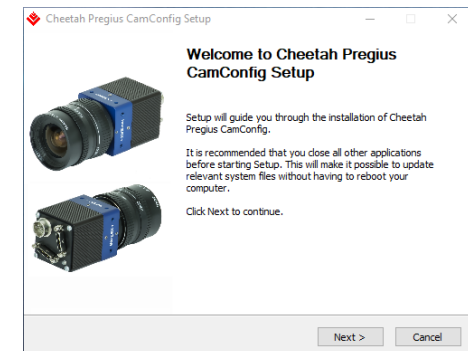 Cheetah Pregius CamConfig Setup
Welcome to Cheetah Pregius
CamConfig Setup
Setup will guide you through the installation of Cheetah
Pregius CamConfig.
It is recommended that you close all other applications
before starting Setup. This will make it possible to update
relevant system files without having to reboot your
computer.
Click Next to continue.
Next >
Cancel